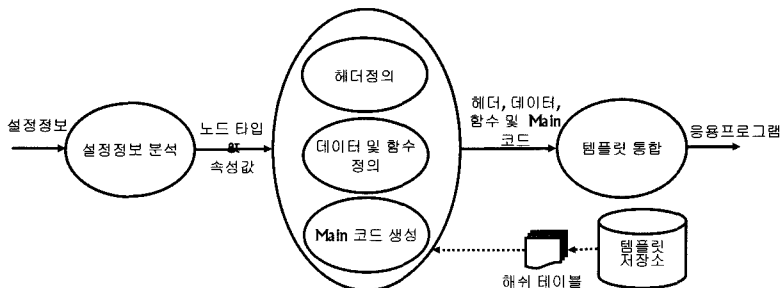 헤더정의
설정정보
설정정보 분석
노드 타입
&
속성값
데이터 및 함수
정의
헤더, 데이터,
함수 및 Main
코드
템플릿 통합
응용프로그램
Main 코드 생성
해쉬 테이블
템플릿
저장소